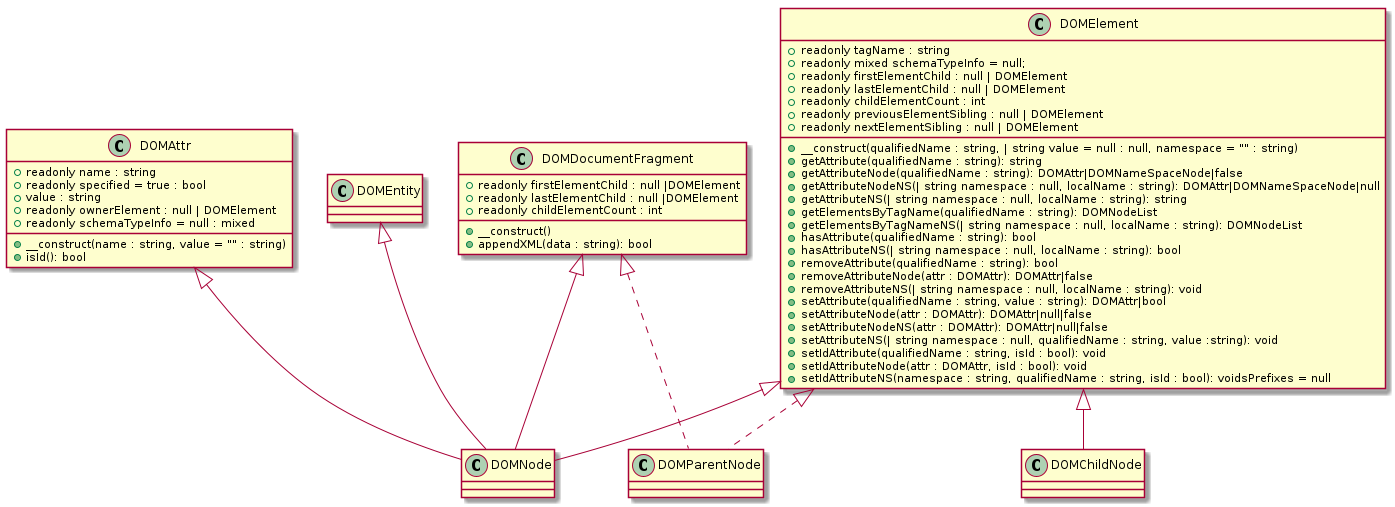 DOMElement
readonly tagName : string
readonly mixed schemaTypeInfo = null;
readonly firstElementChild : null | DOMElement
readonly lastElementChild : null | DOMElement
readonly childElementCount : int
readonly previousElementSibling : null | DOMElement
readonly nextElementSibling : null | DOMElement
__construct(qualifiedName : string, | string value = null : null, namespace = "" : string)
getAttribute(qualifiedName : string): string
getAttributeNode(qualifiedName : string): DOMAttr|DOMNameSpaceNode|false
getAttributeNodeNS(| string namespace : null, localName : string): DOMAttr|DOMNameSpaceNode|null
getAttributeNS(| string namespace : null, localName : string): string
getElementsByTagName(qualifiedName : string): DOMNodeList
getElementsByTagNameNS(| string namespace : null, localName : string): DOMNodeList
hasAttribute(qualifiedName : string): bool
hasAttributeNS(| string namespace : null, localName : string): bool
removeAttribute(qualifiedName : string): bool
removeAttributeNode(attr : DOMAttr): DOMAttr|false
removeAttributeNS(| string namespace : null, localName : string): void
setAttribute(qualifiedName : string, value : string): DOMAttr|bool
setAttributeNode(attr : DOMAttr): DOMAttr|null|false
setAttributeNodeNS(attr : DOMAttr): DOMAttr|null|false
setAttributeNS(| string namespace : null, qualifiedName : string, value :string): void
setIdAttribute(qualifiedName : string, isId : bool): void
setIdAttributeNode(attr : DOMAttr, isId : bool): void
setIdAttributeNS(namespace : string, qualifiedName : string, isId : bool): voidsPrefixes = null
DOMAttr
readonly name : string
readonly specified = true : bool
value : string
readonly ownerElement : null | DOMElement
readonly schemaTypeInfo = null : mixed
__construct(name : string, value = "" : string)
isId(): bool
DOMEntity
DOMDocumentFragment
readonly firstElementChild : null |DOMElement
readonly lastElementChild : null |DOMElement
readonly childElementCount : int
__construct()
appendXML(data : string): bool
DOMNode
DOMParentNode
DOMChildNode